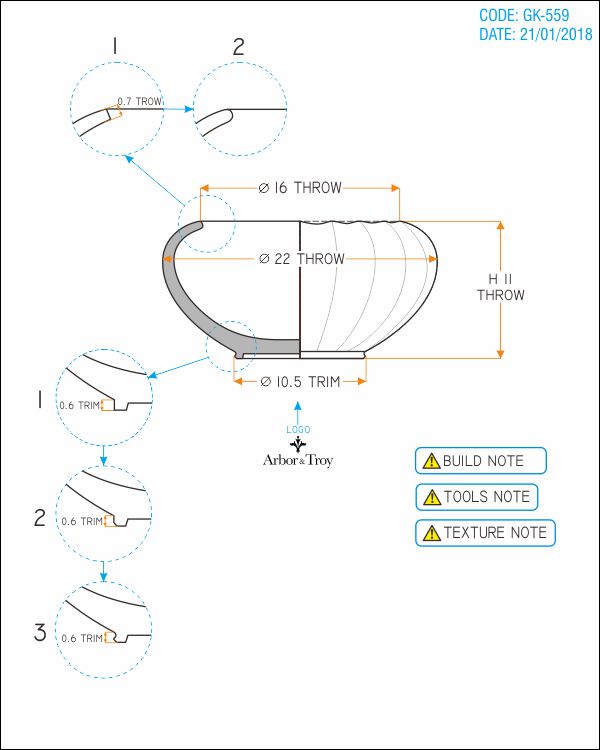 CODE: GK-559
DATE: 21/01/2018
1
2
0.7 TROW
Ø 16 THROW
Ø 22 THROW
H 11
THROW
Ø 10.5 TRIM
1
0.6 TRIM
LOGO
Arbor & Troy
BUILD NOTE
TOOLS NOTE
2
0.6 TRIM
TEXTURE NOTE
3
0.6 TRIM